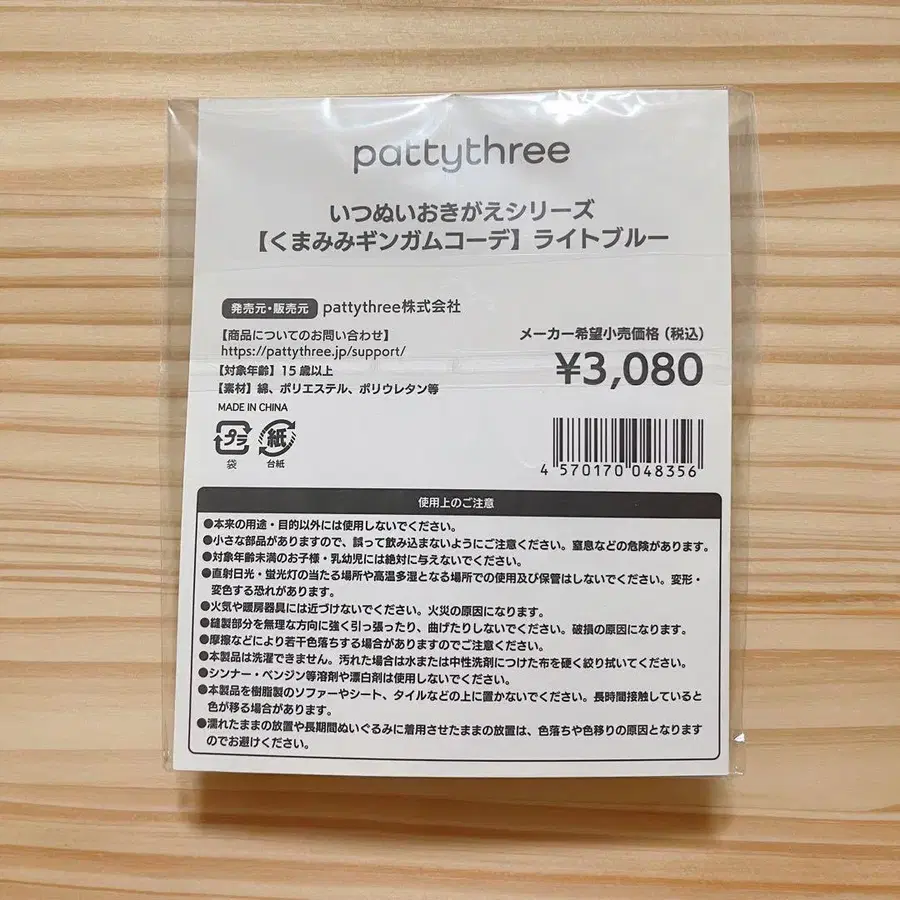 pattythree
いつぬいおきがえシリーズ
【くまみみギンガムコーデ】ライトブルー
発売元・販売元 pattythree株式会社
【商品についてのお問い合わせ】
https://pattythree.jp/support/
【対象年齢】15歳以上
【素材】綿、ポリエステル、ポリウレタン等
MADE IN CHINA
メーカー希望小売価格(税込)
¥3,080
プラ 紙
袋 台紙
4 570170 048356
使用上のご注意
●本来の用途・目的以外には使用しないでください。
●小さな部品がありますので、誤って飲み込まないようにご注意ください。窒息などの危険があります。
●対象年齢未満のお子様・乳幼児には絶対に与えないでください。
●直射日光・蛍光灯の当たる場所や高温多湿となる場所での使用及び保管はしないでください。変形・
変色する恐れがあります。
●火気や暖房器具には近づけないでください。火災の原因になります。
●縫製部分を無理な方向に強く引っ張ったり、曲げたりしないでください。破損の原因になります。
●摩擦などにより若干色落ちする場合がありますのでご注意ください。
●本製品は洗濯できません。汚れた場合は水または中性洗剤につけた布を硬く絞り拭いてください。
●シンナー・ベンジン等溶剤や漂白剤は使用しないでください。
●本製品を樹脂製のソファーやシート、タイルなどの上に置かないでください。長時間接触していると
色が移る場合があります。
●濡れたままの放置や長期間ぬいぐるみに着用させたままの放置は、色落ちや色移りの原因となります
のでお避けください。